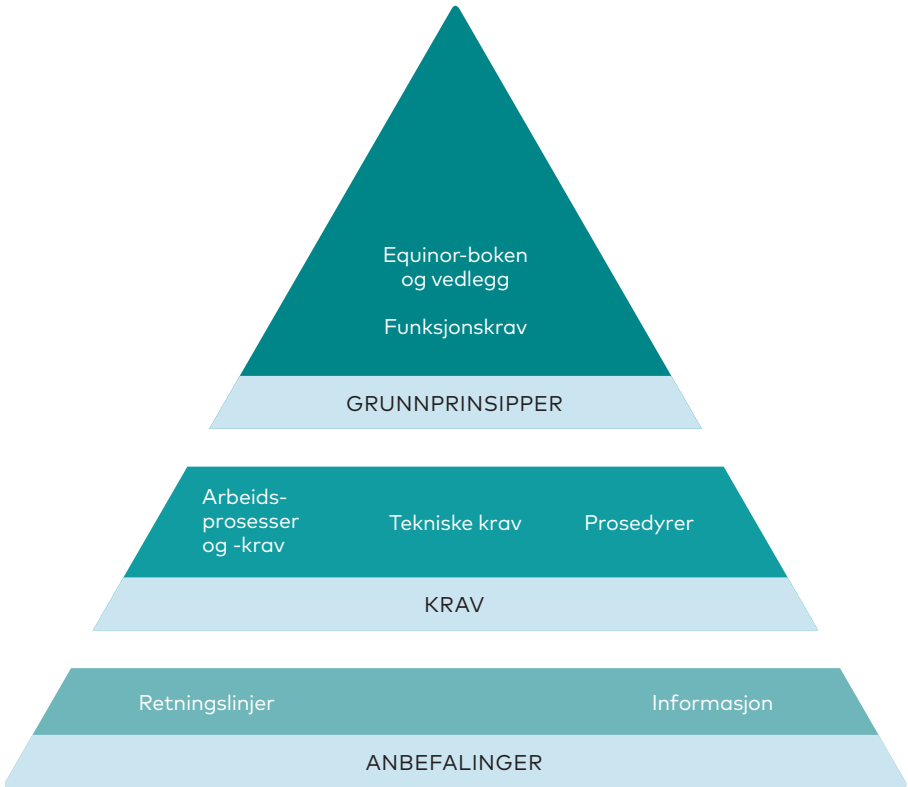 Equinor-boken
og vedlegg
Funksjonskrav
GRUNNPRINSIPPER
Arbeids-
prosesser
og -krav
Tekniske krav
Prosedyrer
KRAV
Retningslinjer
Informasjon
ANBEFALINGER